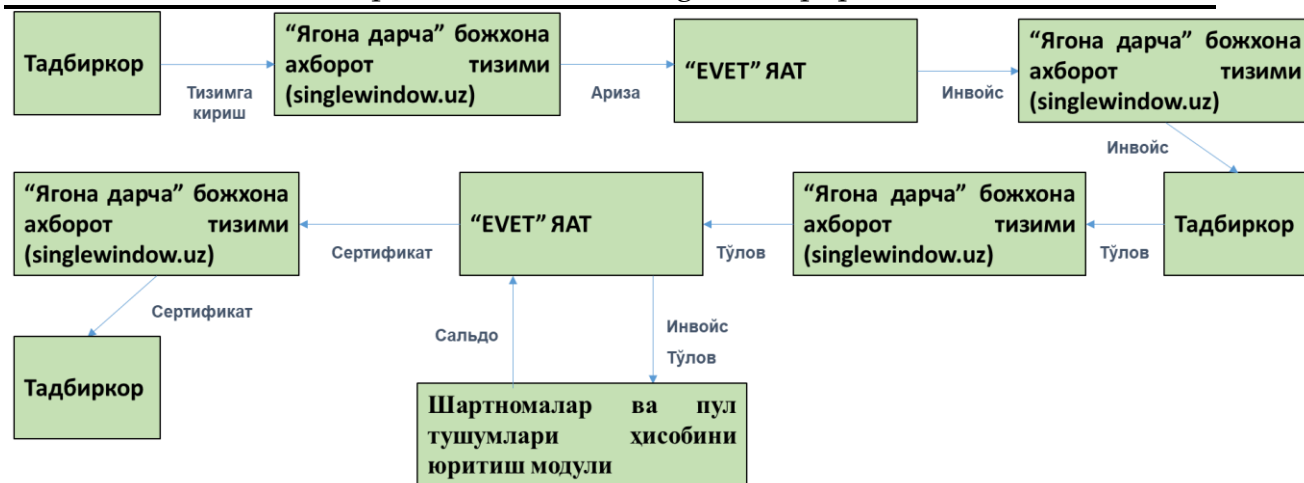 Тадбиркор
Тизимга
кириш
“Ягона дарча” божхона
ахборот тизими
(singlewindow.uz)
Ариза
“EVET” ЯАТ
Инвойс
“Ягона дарча” божхона
ахборот тизими
(singlewindow.uz)
Инвойс
Тадбиркор
Тўлов
“Ягона дарча” божхона
ахборот тизими
(singlewindow.uz)
Тўлов
“EVET” ЯАТ
Сертификат
“Ягона дарча” божхона
ахборот тизими
(singlewindow.uz)
Сертификат
Тадбиркор
Сальдо
Инвойс
Тўлов
Шартномалар ва пул
тушумлари ҳисобини
юритиш модули